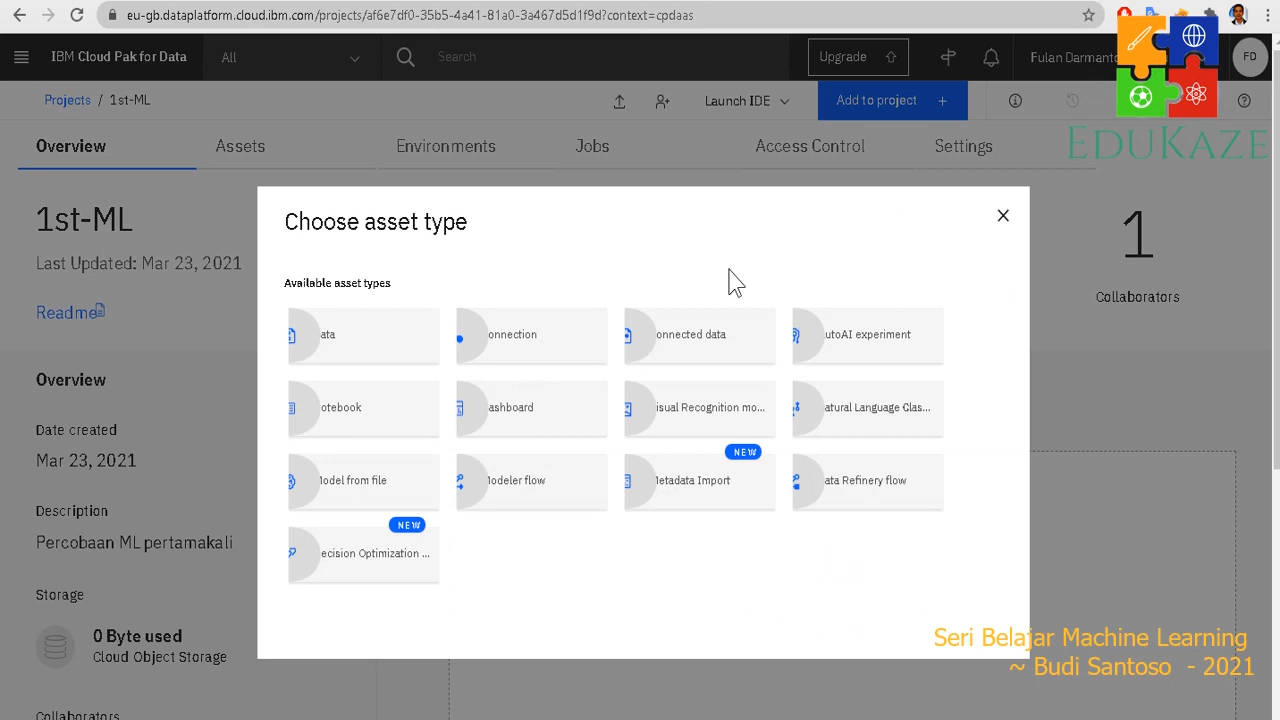 eu-gb.dataplatform.cloud.ibm.com/projects/af6e7df0-35b5-4a41-81a0-3a467d5d1f9d?context=cpdaas
IBM Cloud Pak for Data
All
Search
Upgrade
Fulan Darmanto
FD
Projects / 1st-ML
Launch IDE
Add to project +
EduKaze
Overview
Assets
Environments
Jobs
Access Control
Settings
1st-ML
Last Updated: Mar 23, 2021
Readme
1
Collaborators
Choose asset type
Available asset types
ata
onnection
onnected data
utoAI experiment
otebook
ashboard
isual Recognition mo...
atural Language Clas...
NEW
lodel from file
lodeler flow
letadata Import
ata Refinery flow
NEW
ecision Optimization ...
Overview
Date created
Mar 23, 2021
Description
Percobaan ML pertamakali
Storage
0 Byte used
Cloud Object Storage
Collaborators
Seri Belajar Machine Learning
~ Budi Santoso - 2021